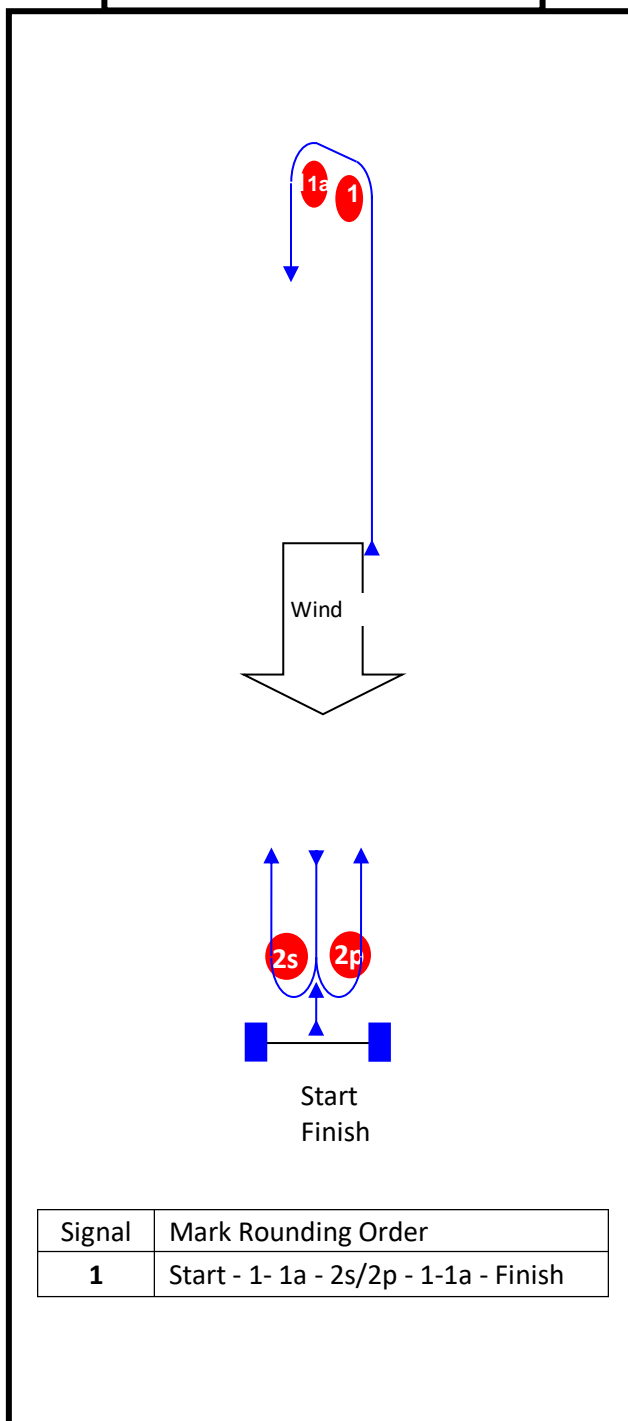 1a 1
Wind
2s 2p
Start
Finish
Signal Mark Rounding Order
1 Start - 1- 1a - 2s/2p - 1-1a - Finish